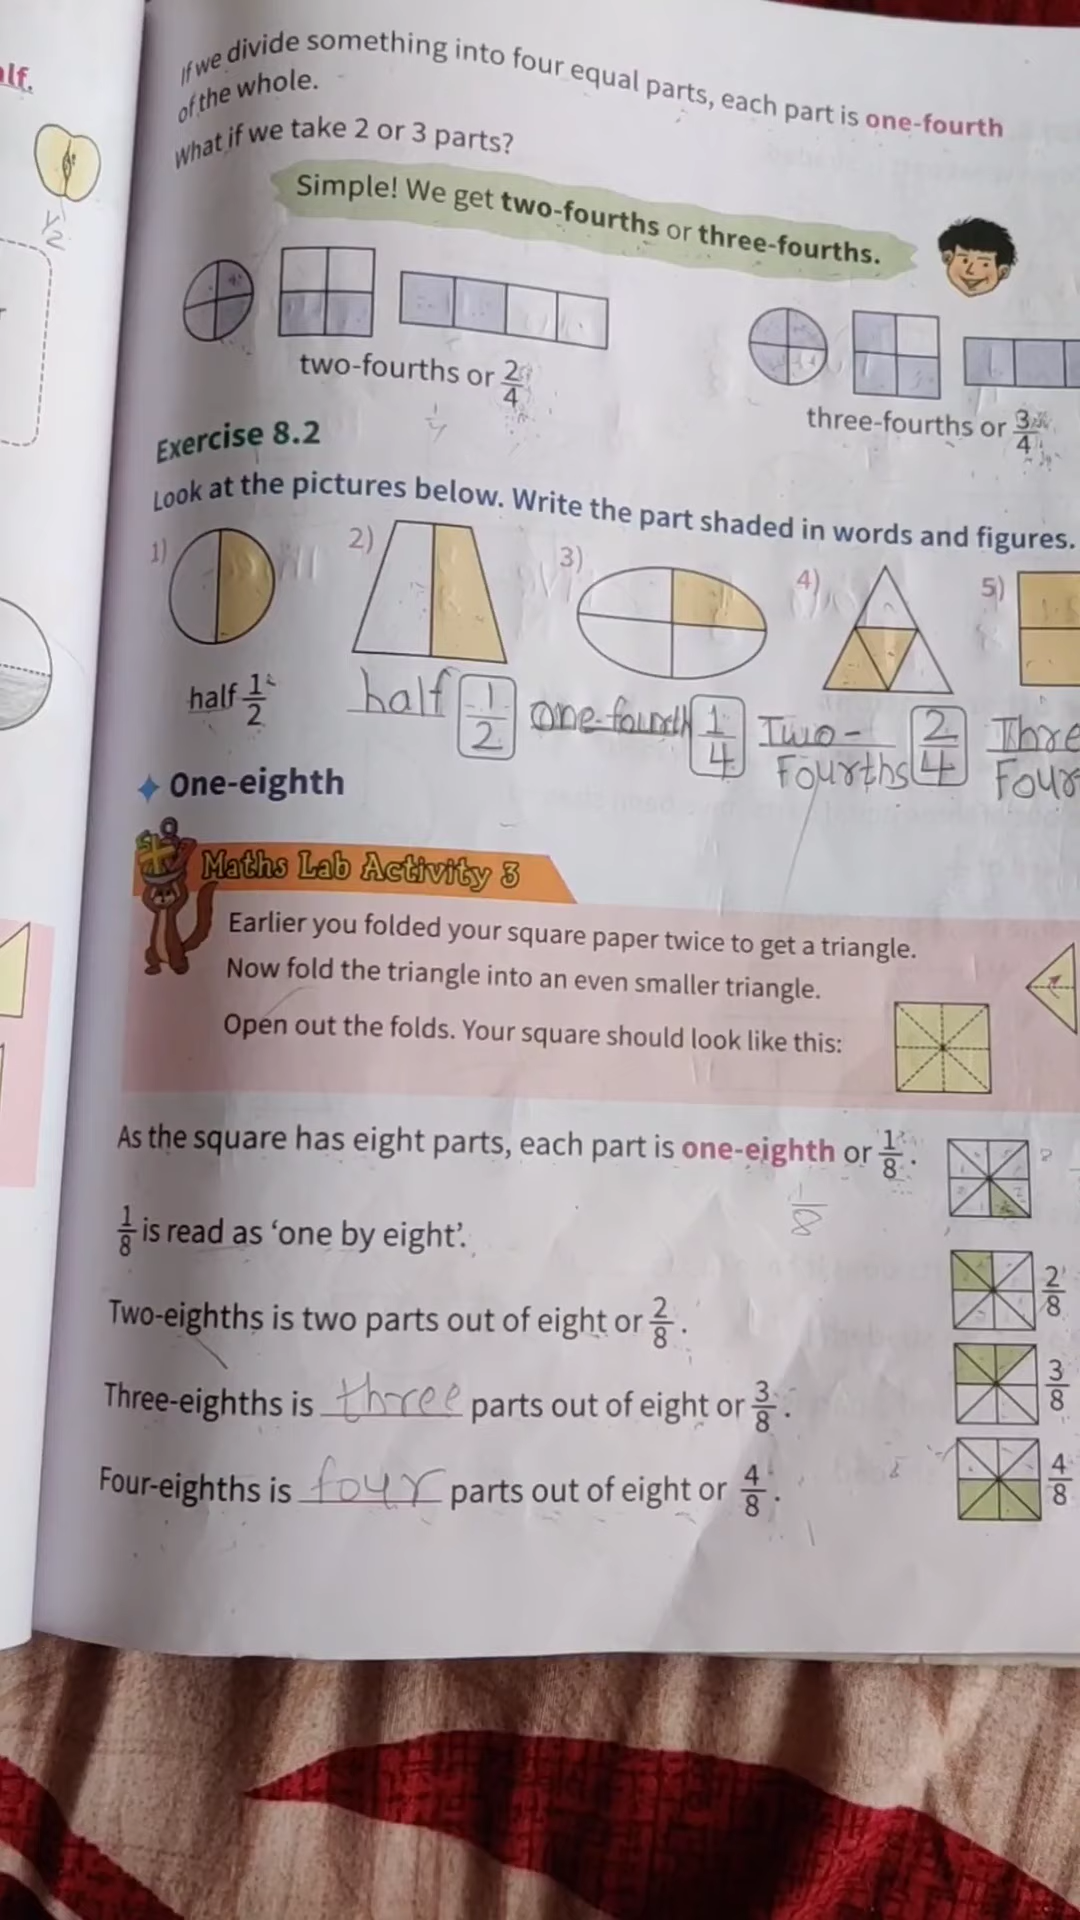 lf.
If we divide something into four equal parts, each part is one-fourth
of the whole.
What if we take 2 or 3 parts?
Simple! We get two-fourths or three-fourths.
1/2
two-fourths or 2/4
three-fourths or 3/4
Exercise 8.2
Look at the pictures below. Write the part shaded in words and figures.
1) 2) 3) 4) 5)
half 1/2 half 1/2 one-fourth 1/4 Two- Fourths 2/4 Thre Four
One-eighth
Maths Lab Activity 3
Earlier you folded your square paper twice to get a triangle.
Now fold the triangle into an even smaller triangle.
Open out the folds. Your square should look like this:
As the square has eight parts, each part is one-eighth or 1/8.
1/8
1/8 is read as ‘one by eight’.
2/8
Two-eighths is two parts out of eight or 2/8.
Three-eighths is three parts out of eight or 3/8.
3/8
Four-eighths is four parts out of eight or 4/8.
4/8